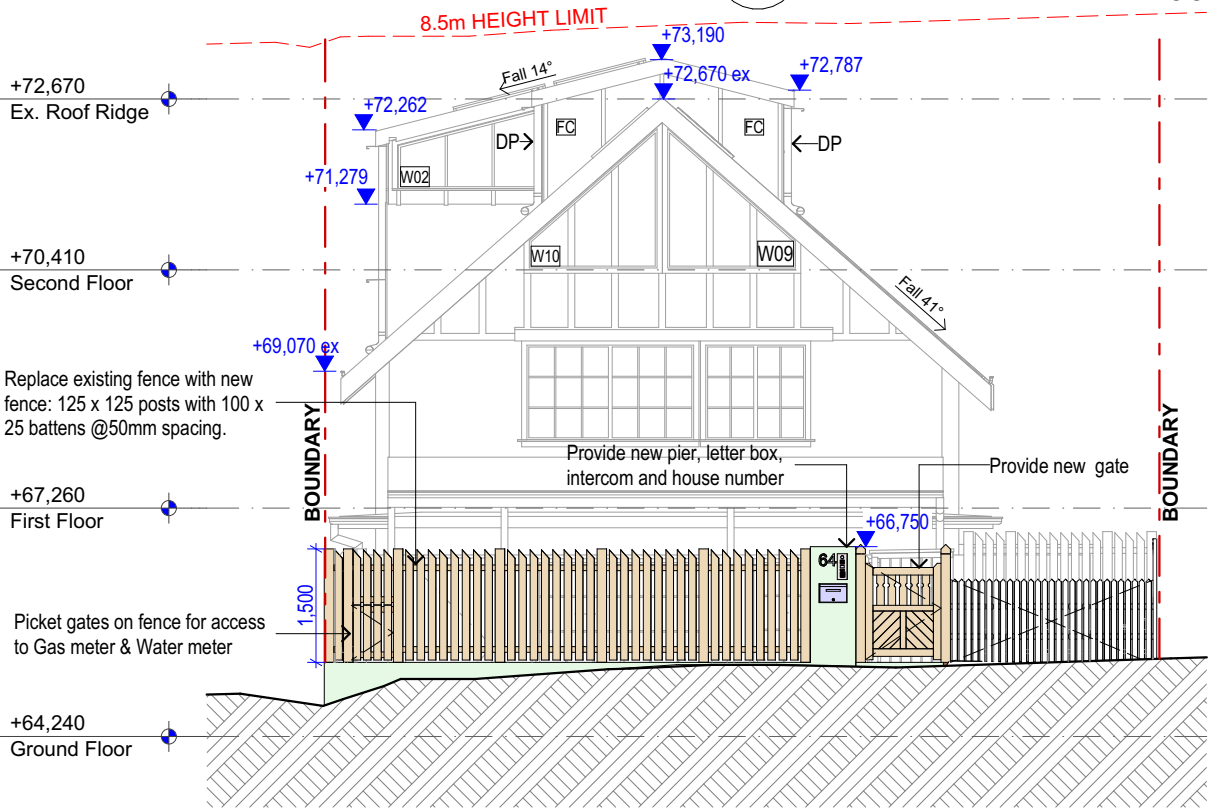 8.5m HEIGHT LIMIT
+73,190
+72,670
Ex. Roof Ridge
Fall 14°
+72,670 ex
+72,787
+72,262
FC
FC
DP
DP
W02
+71,279
+70,410
Second Floor
W10
W09
Fall 41°
+69,070 ex
Replace existing fence with new
fence: 125 x 125 posts with 100 x
25 battens @50mm spacing.
BOUNDARY
BOUNDARY
Provide new pier, letter box,
intercom and house number
Provide new gate
+67,260
First Floor
+66,750
64
1,500
Picket gates on fence for access
to Gas meter & Water meter
+64,240
Ground Floor